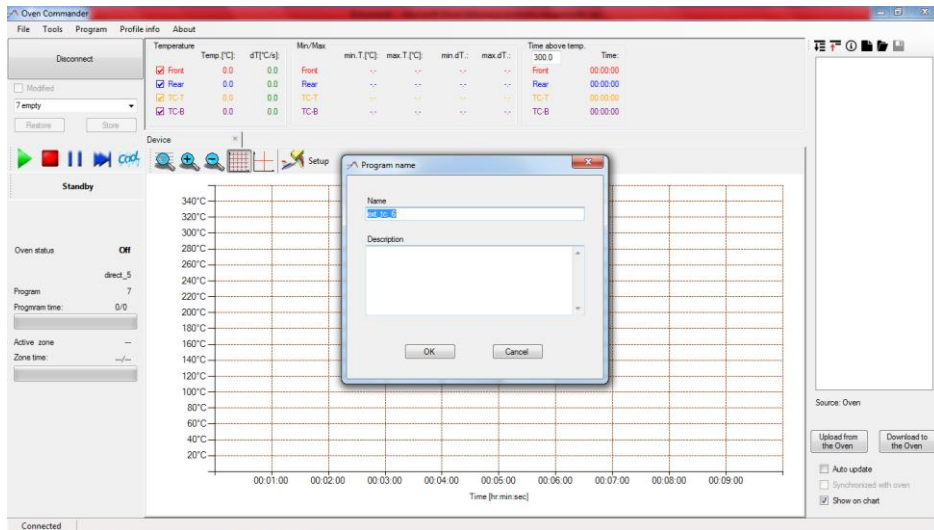 Oven Commander
File Tools Program Profile info About
Disconnect
Modified
7 empty
Restore Store
cool
Standby
Oven status Off
direct_5
Program 7
Progmram time: 0/0
Active zone --
Zone time: --/--
Temperature
Temp.[°C]: dT[°C/s]:
Front 0.0 0.0
Rear 0.0 0.0
TC-T 0.0 0.0
TC-B 0.0 0.0
Min/Max
min.T.[°C]: max.T.[°C]: min.dT.: max.dT.:
Front -.- -.- -.- -.-
Rear -.- -.- -.- -.-
TC-T -.- -.- -.- -.-
TC-B -.- -.- -.- -.-
Time above temp.
300.0 Time:
Front 00:00:00
Rear 00:00:00
TC-T 00:00:00
TC-B 00:00:00
Device ×
Setup
340°C
320°C
300°C
280°C
260°C
240°C
220°C
200°C
180°C
160°C
140°C
120°C
100°C
80°C
60°C
40°C
20°C
00:01:00 00:02:00 00:03:00 00:04:00 00:05:00 00:06:00 00:07:00 00:08:00 00:09:00
Time [hr:min:sec]
Program name
Name
ext_tc_6
Description
OK Cancel
Source: Oven
Upload from
the Oven
Download to
the Oven
Auto update
Synchronized with oven
Show on chart
Connected